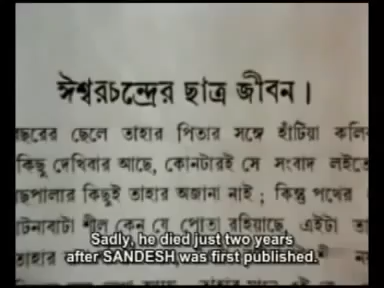 ঈশ্বরচন্দ্রের ছাত্র জীবন।
ছেলে তাহার পিতার সঙ্গে হাঁটিয়া
কিছু দেখিবার আছে, কোনটারই সে সংবাদ লইতে
কিছুই তাহার অজানা নাই; কিন্তু পথের
শীল কেন যে পোতা রহিয়াছে, এইটা
Sadly, he died just two years
after SANDESH was first published.